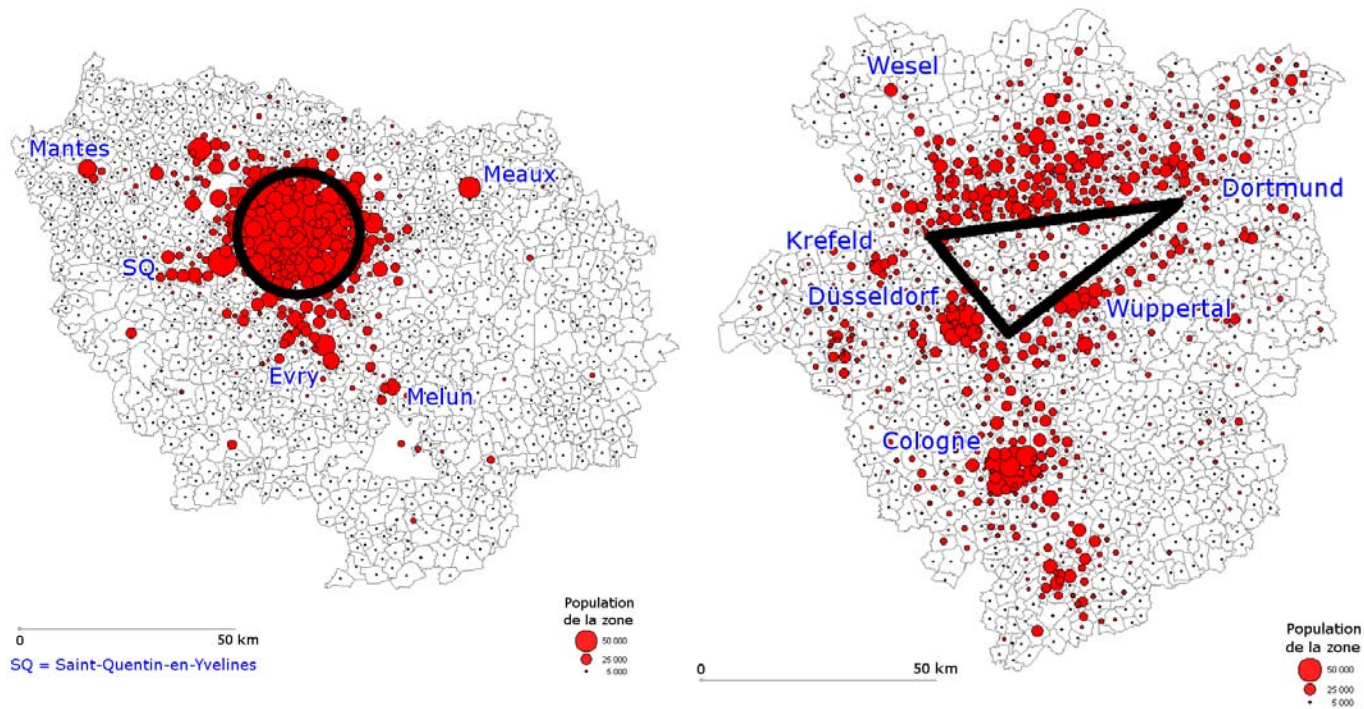 Mantes
Meaux
SQ
Evry
Melun
0 50 km
SQ = Saint-Quentin-en-Yvelines
Population
de la zone
50 000
25 000
5 000
Wesel
Dortmund
Krefeld
Düsseldorf
Wuppertal
Cologne
0 50 km
Population
de la zone
50 000
25 000
5 000